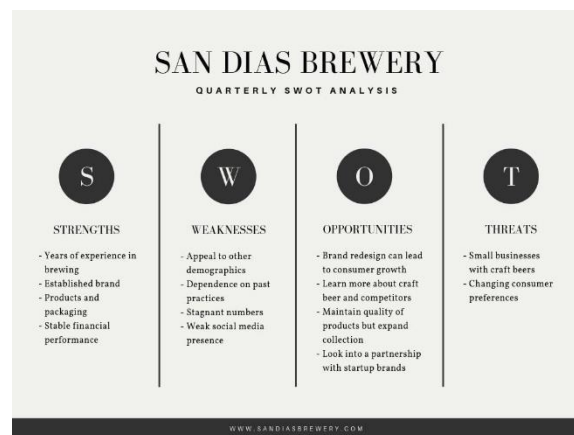 SAN DIAS BREWERY
QUARTERLY SWOT ANALYSIS
S
STRENGTHS
- Years of experience in
brewing
- Established brand
- Products and
packaging
- Stable financial
performance
W
WEAKNESSES
- Appeal to other
demographics
- Dependence on past
practices
- Stagnant numbers
- Weak social media
presence
O
OPPORTUNITIES
- Brand redesign can lead
to consumer growth
- Learn more about craft
beer and competitors
- Maintain quality of
products but expand
collection
- Look into a partnership
with startup brands
T
THREATS
- Small businesses
with craft beers
- Changing consumer
preferences
WWW.SANDIASBREWERY.COM